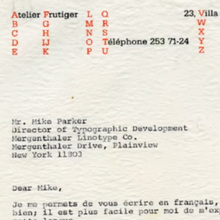 Atelier Frutiger L Q 23, Villa
B G M R W
C H N S X
D IJ O Téléphone 253 71-24 Y
E K P U Z
Mr. Mike Parker
Director of Typographic Development
Mergenthaler Linotype Co.
Mergenthaler Drive, Plainview
New York 11803
Dear Mike,
Je me permets de vous écrire en français,
bien; il est plus facile pour moi de m'ex